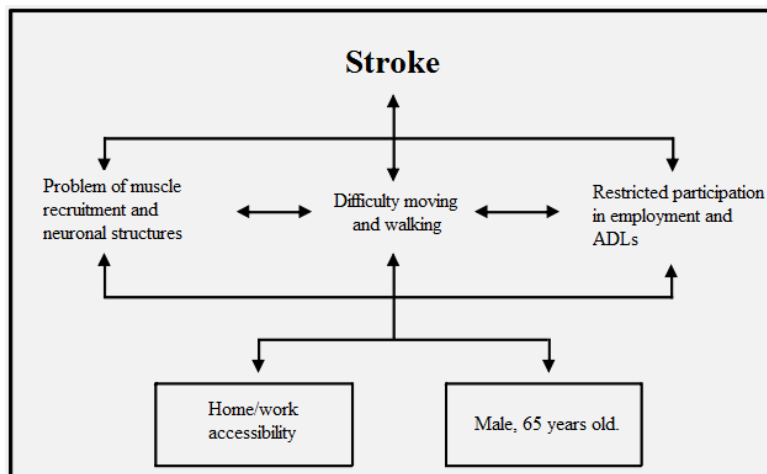 Stroke
Problem of muscle
recruitment and
neuronal structures
Difficulty moving
and walking
Restricted participation
in employment and
ADLs
Home/work
accessibility
Male, 65 years old.